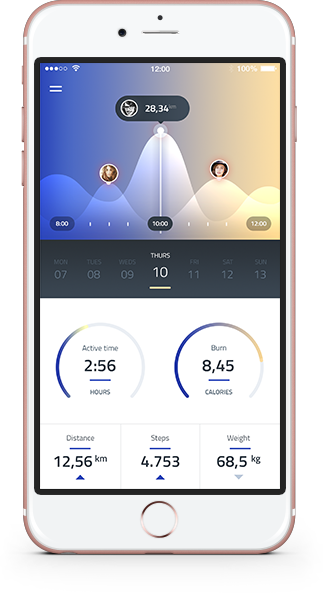 12:00
100%
28,34 km
8:00 10:00 12:00
THURS
MON TUES WEDS FRI SAT SUN
07 08 09 10 11 12 13
Active time Burn
2:56 8,45
HOURS CALORIES
Distance Steps Weight
12,56 km 4.753 68,5 kg